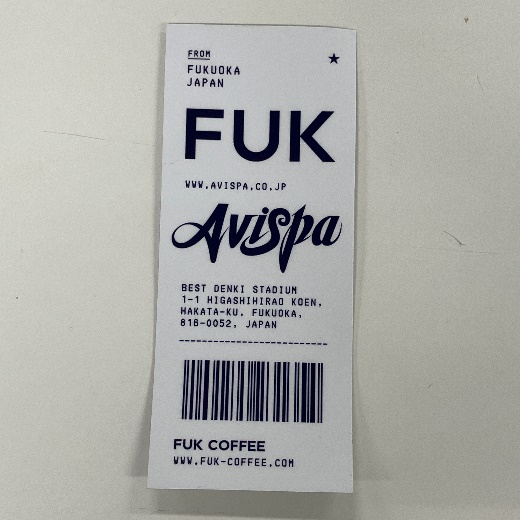 FROM
FUKUOKA
JAPAN
FUK
WWW.AVISPA.CO.JP
Avispa
BEST DENKI STADIUM
1-1 HIGASHIHIRAO KOEN,
HAKATA-KU, FUKUOKA,
816-0052, JAPAN
FUK COFFEE
WWW.FUK-COFFEE.COM